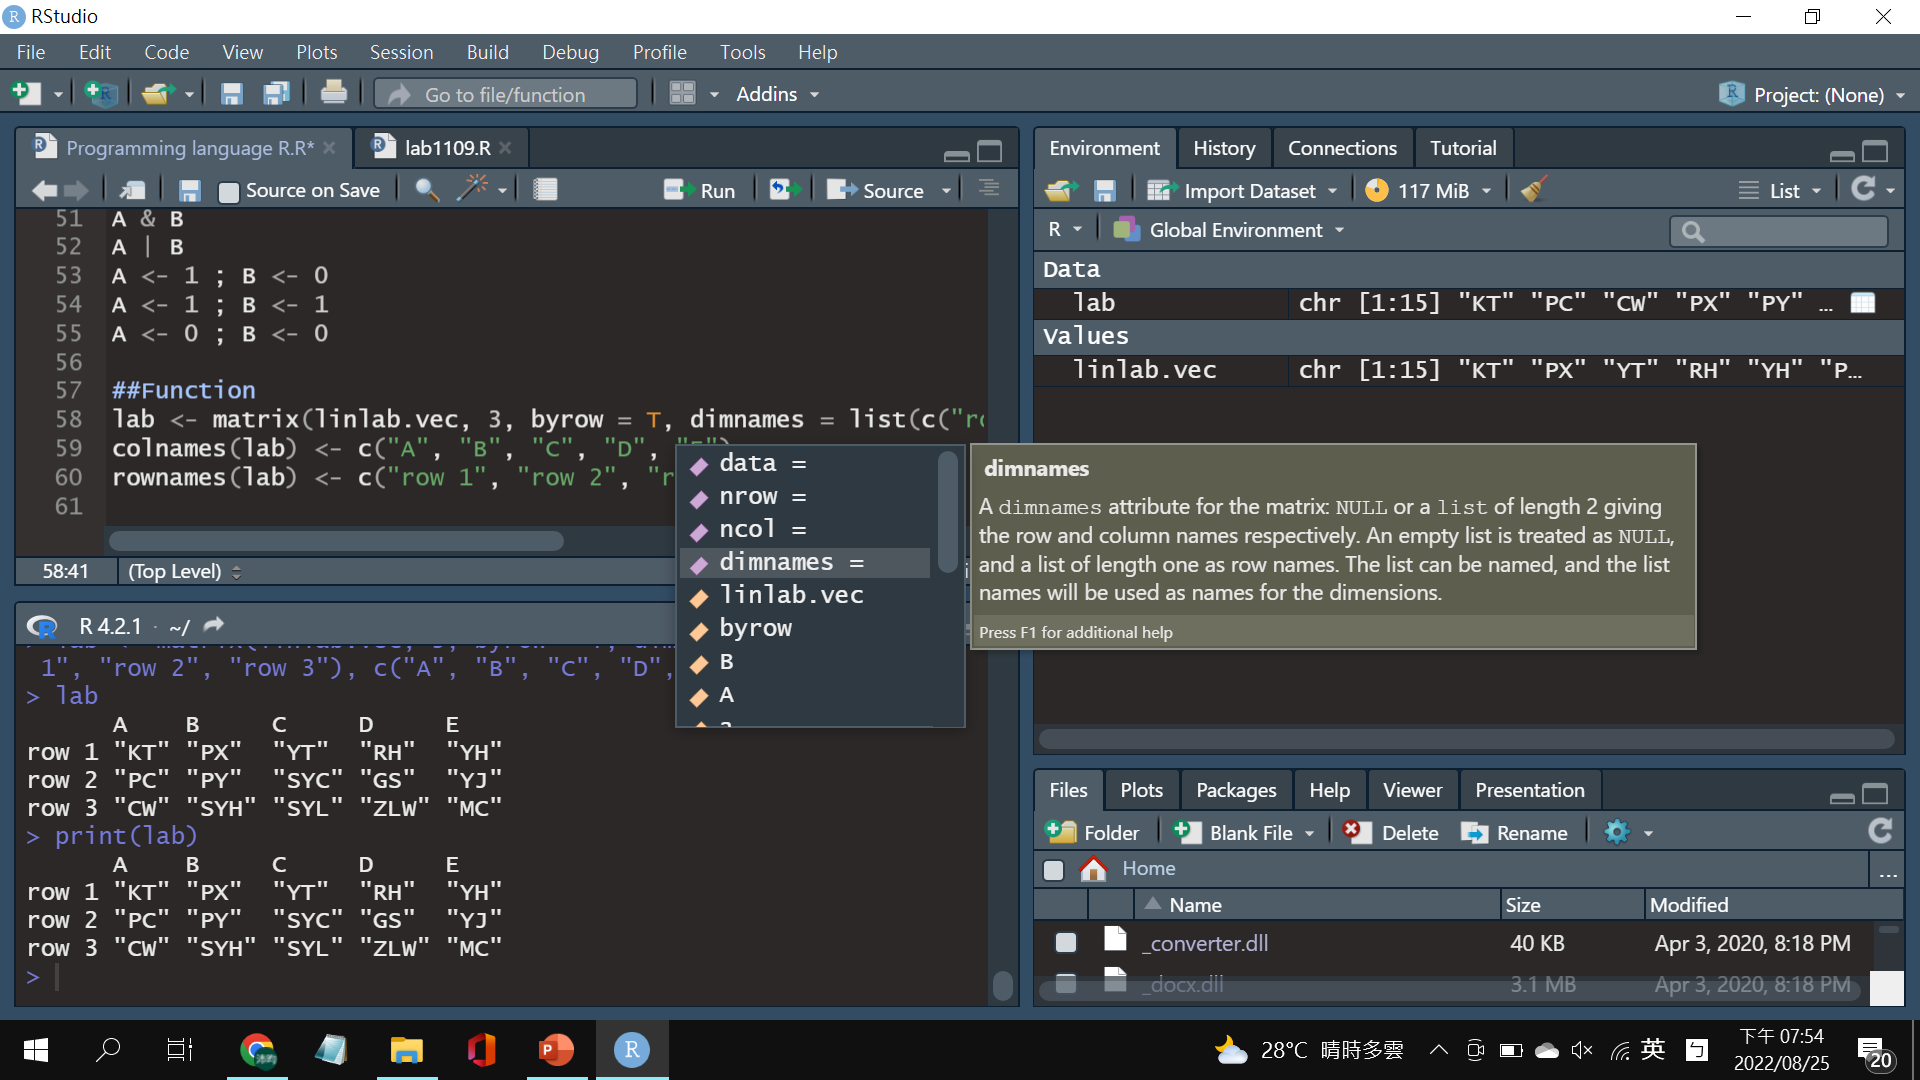 RStudio
File Edit Code View Plots Session Build Debug Profile Tools Help
Go to file/function Addins Project: (None)
Programming language R.R* lab1109.R
Source on Save Run Source
51 A & B
52 A | B
53 A <- 1 ; B <- 0
54 A <- 1 ; B <- 1
55 A <- 0 ; B <- 0
56
57 ##Function
58 lab <- matrix(linlab.vec, 3, byrow = T, dimnames = list(c("ro
59 colnames(lab) <- c("A", "B", "C", "D", "E")
60 rownames(lab) <- c("row 1", "row 2", "r
61
58:41 (Top Level)
data =
nrow =
ncol =
dimnames =
linlab.vec
byrow
B
A
dimnames
A dimnames attribute for the matrix: NULL or a list of length 2 giving
the row and column names respectively. An empty list is treated as NULL,
and a list of length one as row names. The list can be named, and the list
names will be used as names for the dimensions.
Press F1 for additional help
R 4.2.1 · ~/
1", "row 2", "row 3"), c("A", "B", "C", "D",
> lab
A B C D E
row 1 "KT" "PX" "YT" "RH" "YH"
row 2 "PC" "PY" "SYC" "GS" "YJ"
row 3 "CW" "SYH" "SYL" "ZLW" "MC"
> print(lab)
A B C D E
row 1 "KT" "PX" "YT" "RH" "YH"
row 2 "PC" "PY" "SYC" "GS" "YJ"
row 3 "CW" "SYH" "SYL" "ZLW" "MC"
>
Environment History Connections Tutorial
Import Dataset 117 MiB List
R Global Environment
Data
lab chr [1:15] "KT" "PC" "CW" "PX" "PY" ...
Values
linlab.vec chr [1:15] "KT" "PX" "YT" "RH" "YH" "P…
Files Plots Packages Help Viewer Presentation
Folder Blank File Delete Rename
Home ...
Name Size Modified
_converter.dll 40 KB Apr 3, 2020, 8:18 PM
_docx.dll 3.1 MB Apr 3, 2020, 8:18 PM
28°C 晴時多雲 英 ㄅ 下午 07:54
2022/08/25 20